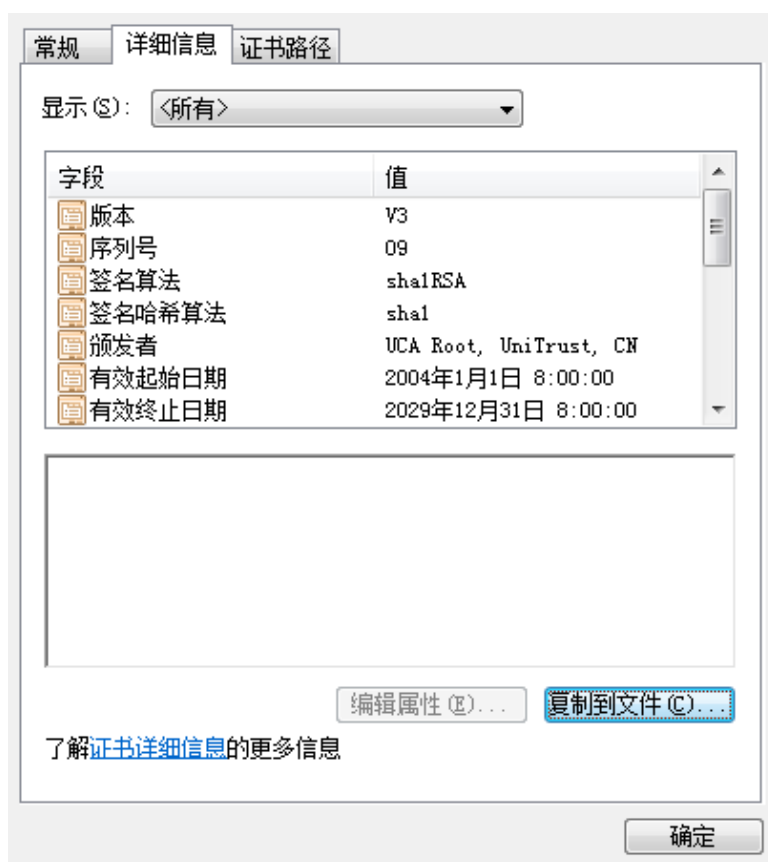 常规 详细信息 证书路径
显示(S): <所有>
字段 值
版本 V3
序列号 09
签名算法 sha1RSA
签名哈希算法 sha1
颁发者 UCA Root, UniTrust, CN
有效起始日期 2004年1月1日 8:00:00
有效终止日期 2029年12月31日 8:00:00
编辑属性(E)... 复制到文件(C)...
了解证书详细信息的更多信息
确定